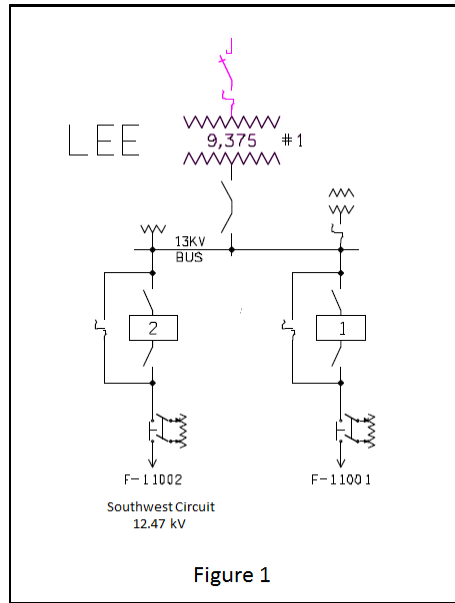 LEE
9,375 #1
13KV
BUS
2
1
F-11002
F-11001
Southwest Circuit
12.47 kV
Figure 1